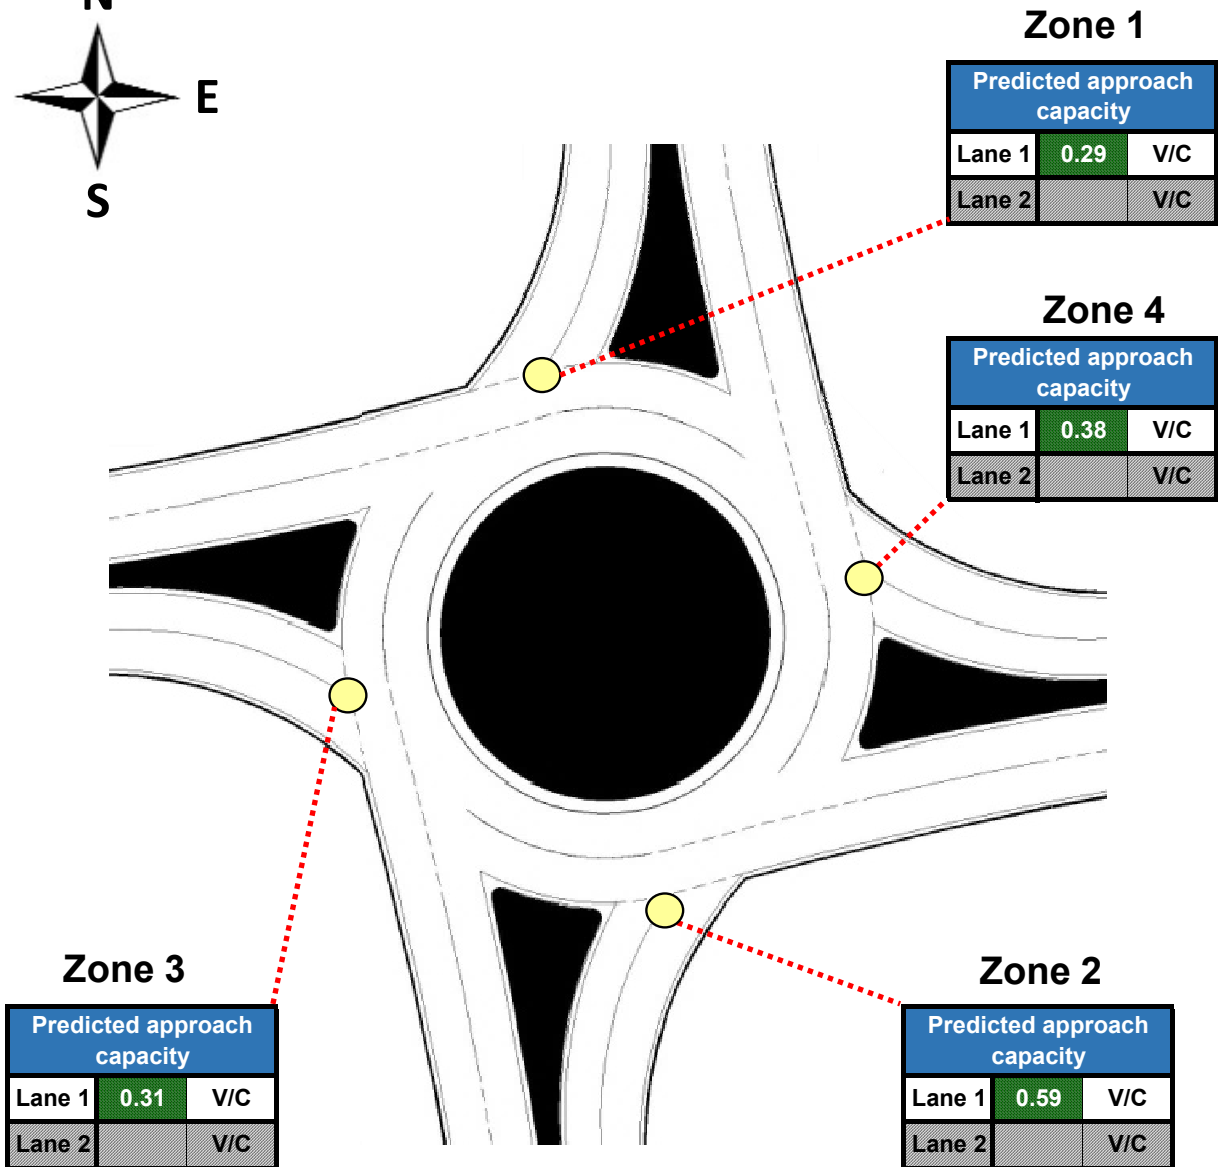 N
E
S
Zone 1
Predicted approach
capacity
Lane 1 0.29 V/C
Lane 2 V/C
Zone 4
Predicted approach
capacity
Lane 1 0.38 V/C
Lane 2 V/C
Zone 3
Predicted approach
capacity
Lane 1 0.31 V/C
Lane 2 V/C
Zone 2
Predicted approach
capacity
Lane 1 0.59 V/C
Lane 2 V/C